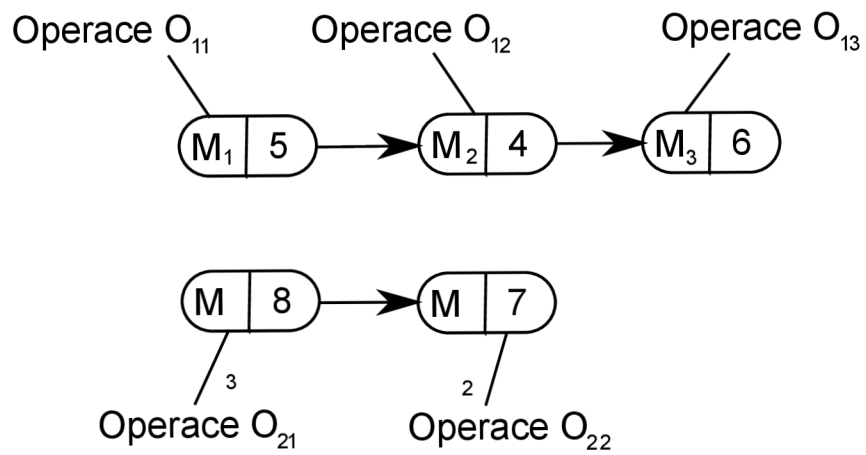 Operace O₁₁ Operace O₁₂ Operace O₁₃
M₁ 5 M₂ 4 M₃ 6
M 8 M 7
3 2
Operace O₂₁ Operace O₂₂